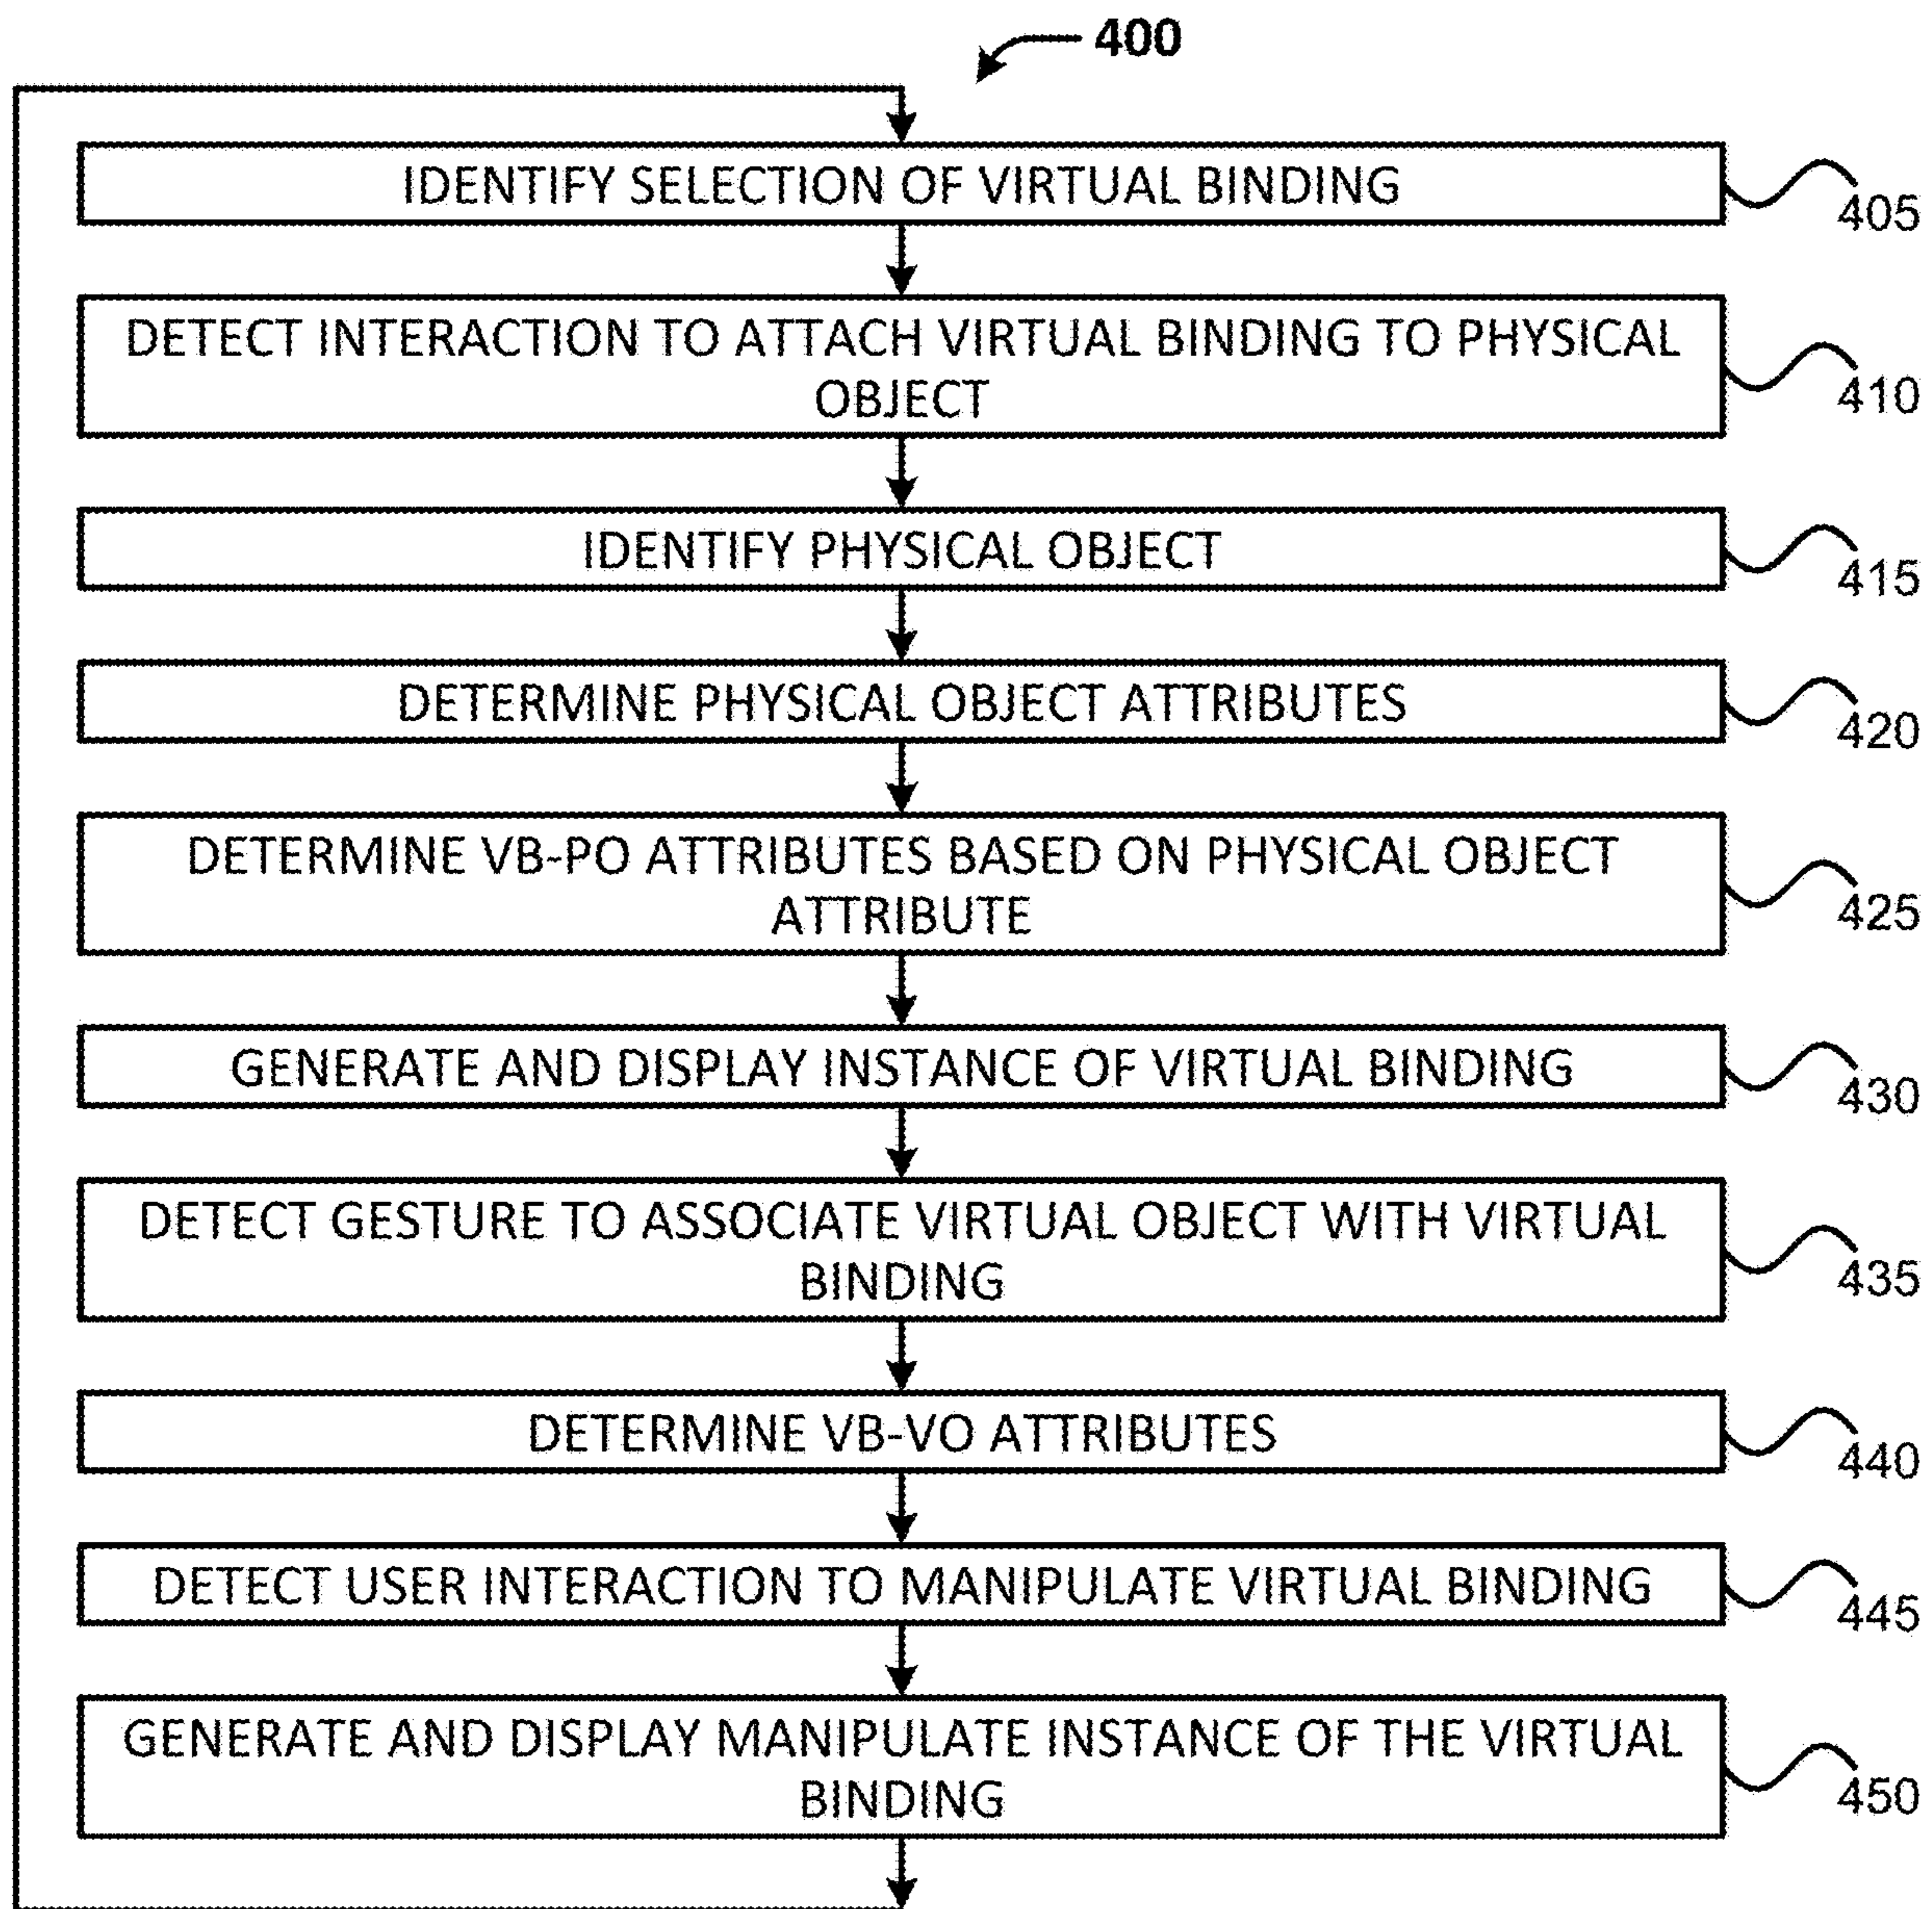 400
IDENTIFY SELECTION OF VIRTUAL BINDING
405
DETECT INTERACTION TO ATTACH VIRTUAL BINDING TO PHYSICAL
OBJECT
410
IDENTIFY PHYSICAL OBJECT
415
DETERMINE PHYSICAL OBJECT ATTRIBUTES
420
DETERMINE VB-PO ATTRIBUTES BASED ON PHYSICAL OBJECT
ATTRIBUTE
425
GENERATE AND DISPLAY INSTANCE OF VIRTUAL BINDING
430
DETECT GESTURE TO ASSOCIATE VIRTUAL OBJECT WITH VIRTUAL
BINDING
435
DETERMINE VB-VO ATTRIBUTES
440
DETECT USER INTERACTION TO MANIPULATE VIRTUAL BINDING
445
GENERATE AND DISPLAY MANIPULATE INSTANCE OF THE VIRTUAL
BINDING
450